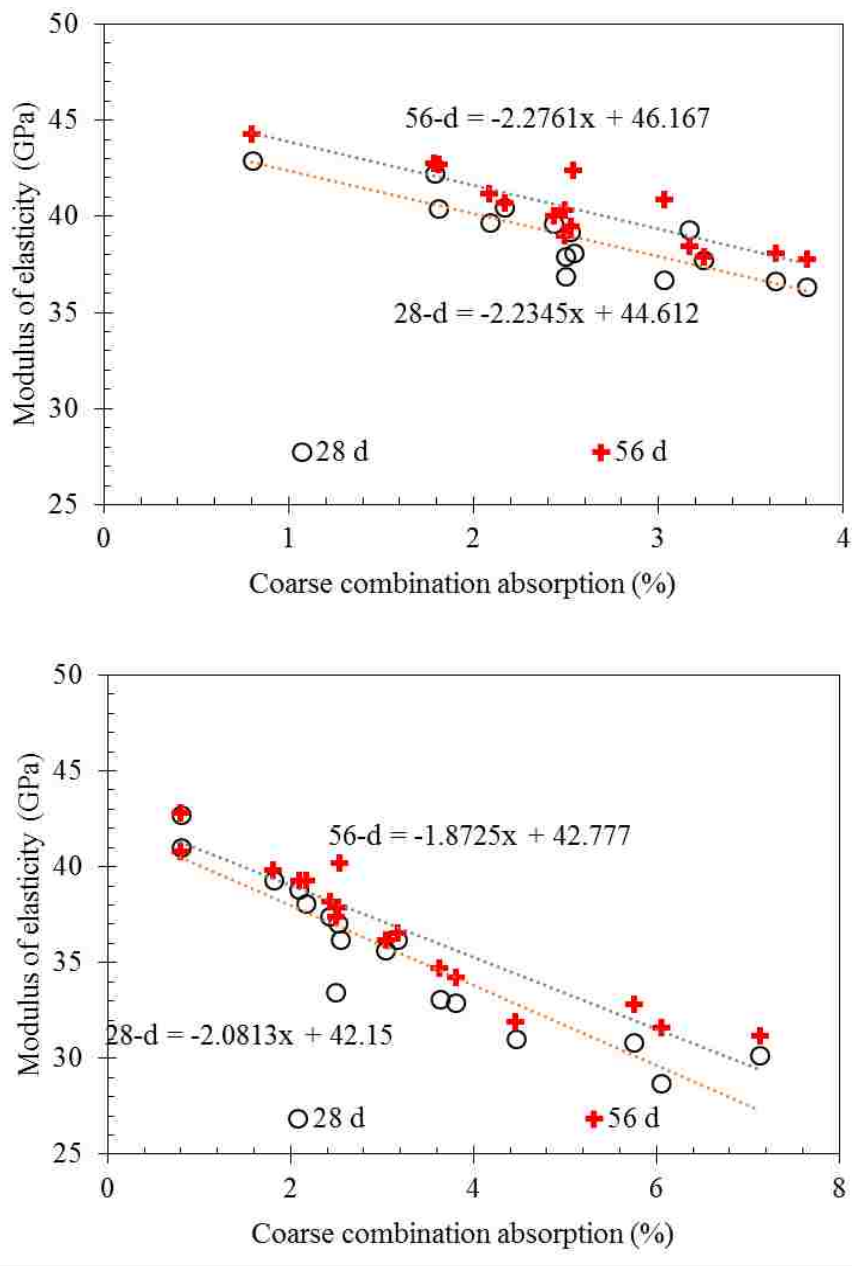 50
45
40
35
30
25
Modulus of elasticity (GPa)
56-d = -2.2761x + 46.167
28-d = -2.2345x + 44.612
28 d
56 d
0 1 2 3 4
Coarse combination absorption (%)
50
45
40
35
30
25
Modulus of elasticity (GPa)
56-d = -1.8725x + 42.777
28-d = -2.0813x + 42.15
28 d
56 d
0 2 4 6 8
Coarse combination absorption (%)